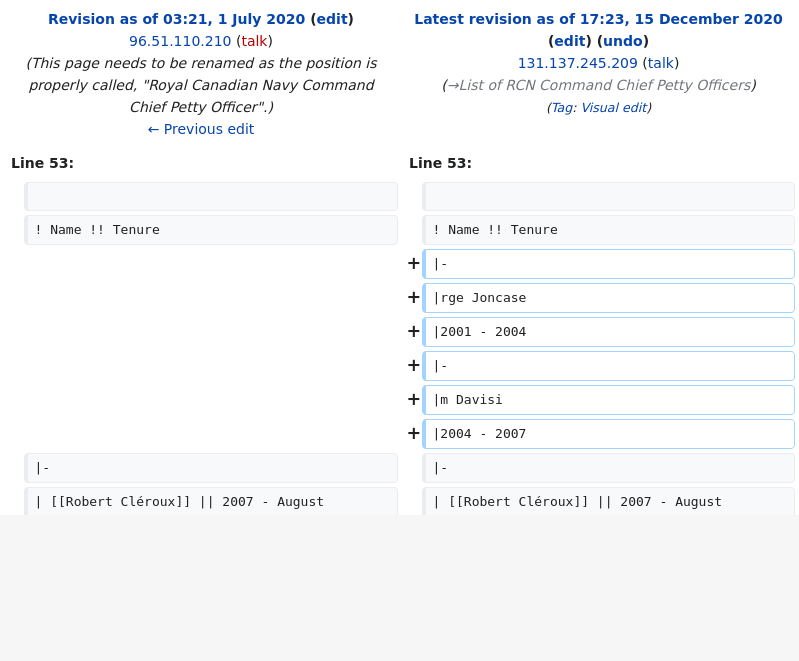 Revision as of 03:21, 1 July 2020 (edit)
96.51.110.210 (talk)
(This page needs to be renamed as the position is
properly called, "Royal Canadian Navy Command
Chief Petty Officer".)
← Previous edit
Latest revision as of 17:23, 15 December 2020
(edit) (undo)
131.137.245.209 (talk)
(→List of RCN Command Chief Petty Officers)
(Tag: Visual edit)
Line 53:
Line 53:
! Name !! Tenure
! Name !! Tenure
+ |-
+ |rge Joncase
+ |2001 - 2004
+ |-
+ |m Davisi
+ |2004 - 2007
|-
|-
| [[Robert Cléroux]] || 2007 - August
| [[Robert Cléroux]] || 2007 - August